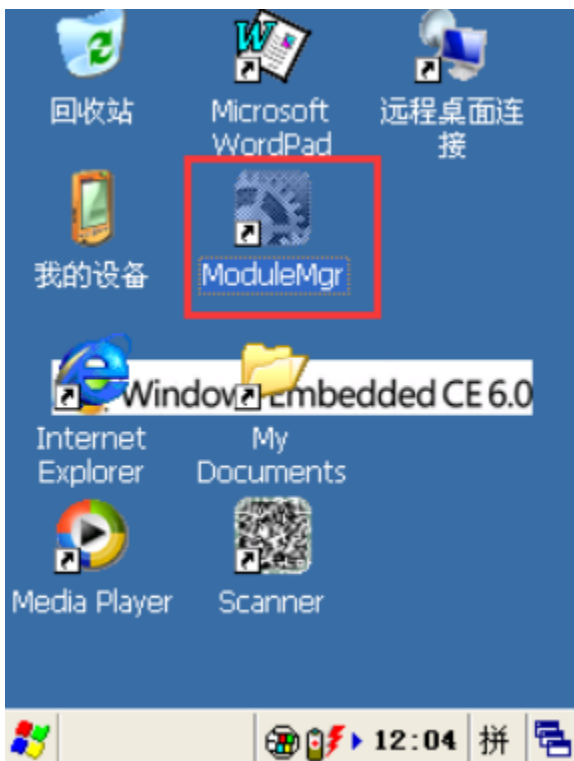 回收站
Microsoft
WordPad
远程桌面连
接
我的设备
ModuleMgr
Windows Embedded CE 6.0
Internet
Explorer
My
Documents
Media Player
Scanner
12:04
拼